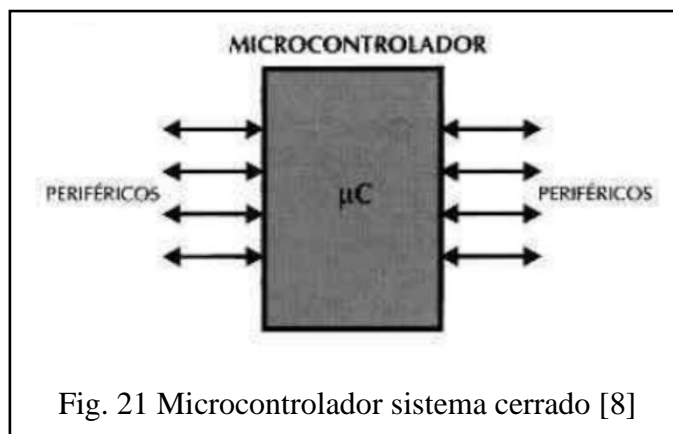 MICROCONTROLADOR
PERIFÉRICOS
μC
PERIFÉRICOS
Fig. 21 Microcontrolador sistema cerrado [8]